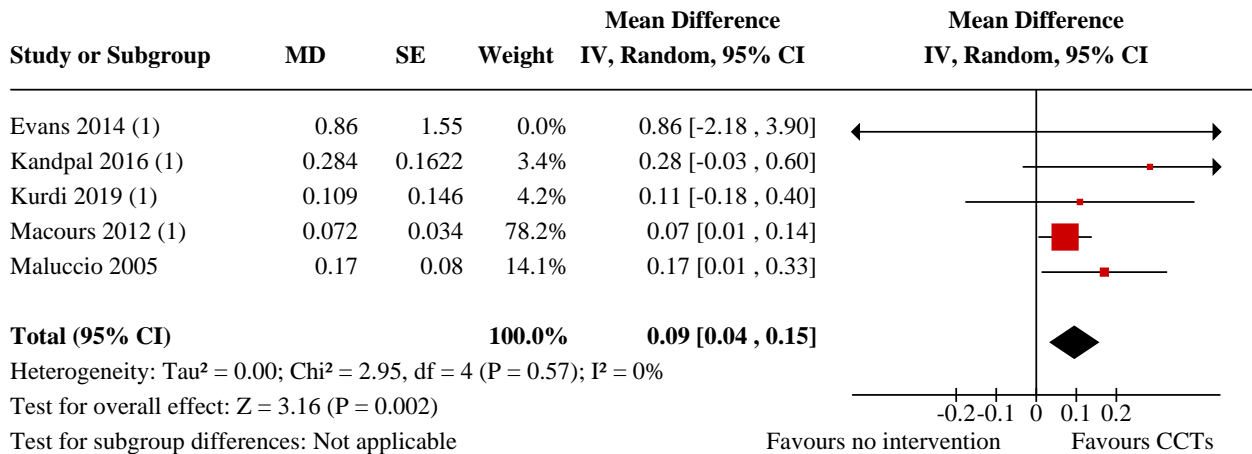 Mean Difference Mean Difference
Study or Subgroup MD SE Weight IV, Random, 95% CI IV, Random, 95% CI
Evans 2014 (1) 0.86 1.55 0.0% 0.86 [-2.18 , 3.90]
Kandpal 2016 (1) 0.284 0.1622 3.4% 0.28 [-0.03 , 0.60]
Kurdi 2019 (1) 0.109 0.146 4.2% 0.11 [-0.18 , 0.40]
Macours 2012 (1) 0.072 0.034 78.2% 0.07 [0.01 , 0.14]
Maluccio 2005 0.17 0.08 14.1% 0.17 [0.01 , 0.33]
Total (95% CI) 100.0% 0.09 [0.04 , 0.15]
Heterogeneity: Tau² = 0.00; Chi² = 2.95, df = 4 (P = 0.57); I² = 0%
Test for overall effect: Z = 3.16 (P = 0.002) -0.2 -0.1 0 0.1 0.2
Test for subgroup differences: Not applicable Favours no intervention Favours CCTs